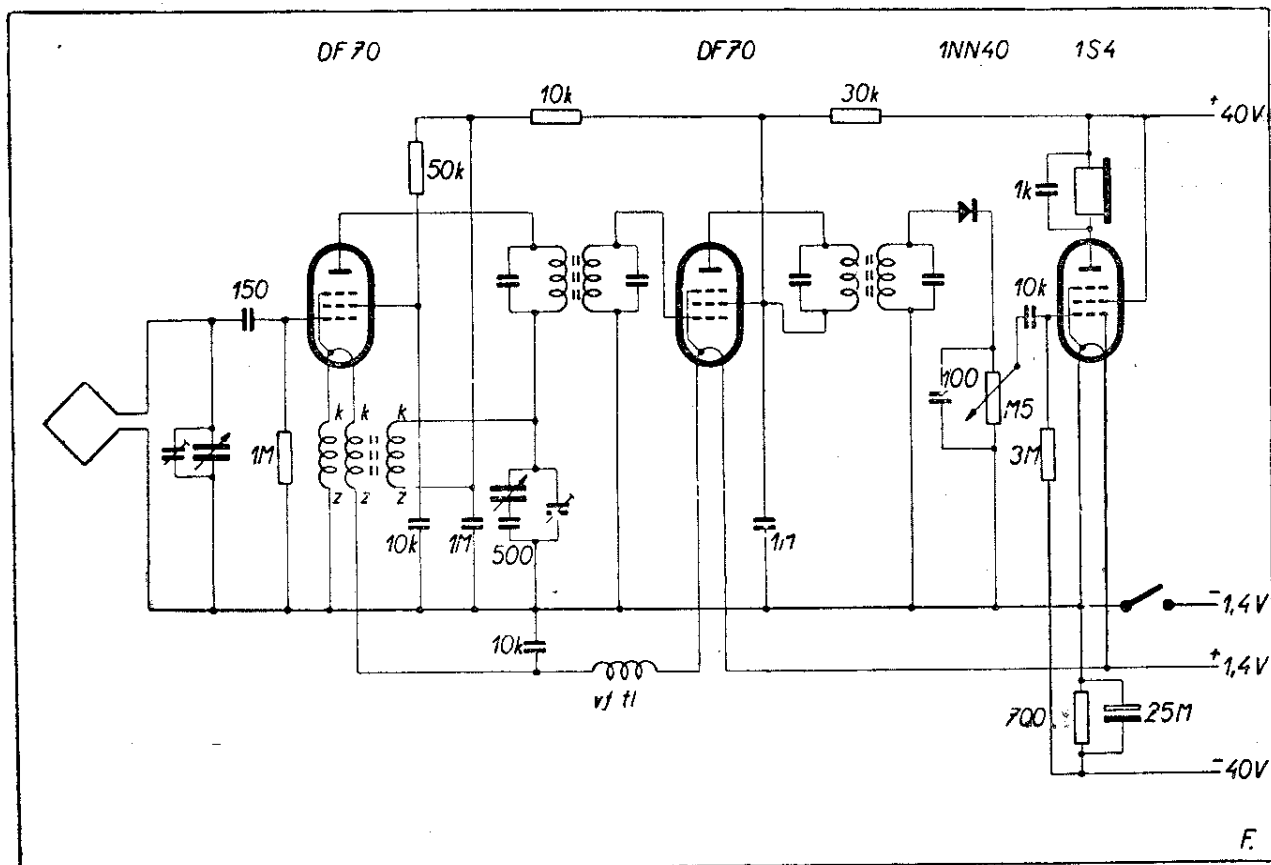 DF70
DF70
1NN40
1S4
10k
30k
+ 40V
50k
1k
150
10k
100
M5
1M
k
k
k
z
z
z
3M
10k
1M
500
1M
- 1,4V
10k
+ 1,4V
vf tl
700
25M
- 40V
F.